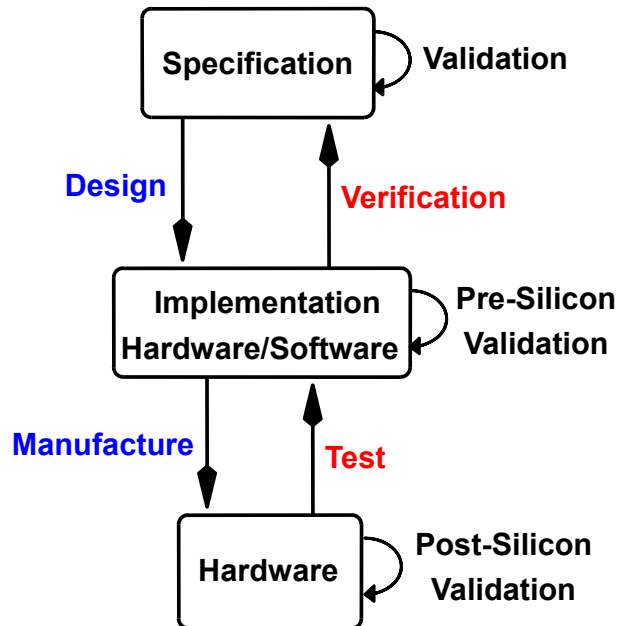 Specification
Validation
Design
Verification
Implementation
Hardware/Software
Pre-Silicon
Validation
Manufacture
Test
Hardware
Post-Silicon
Validation